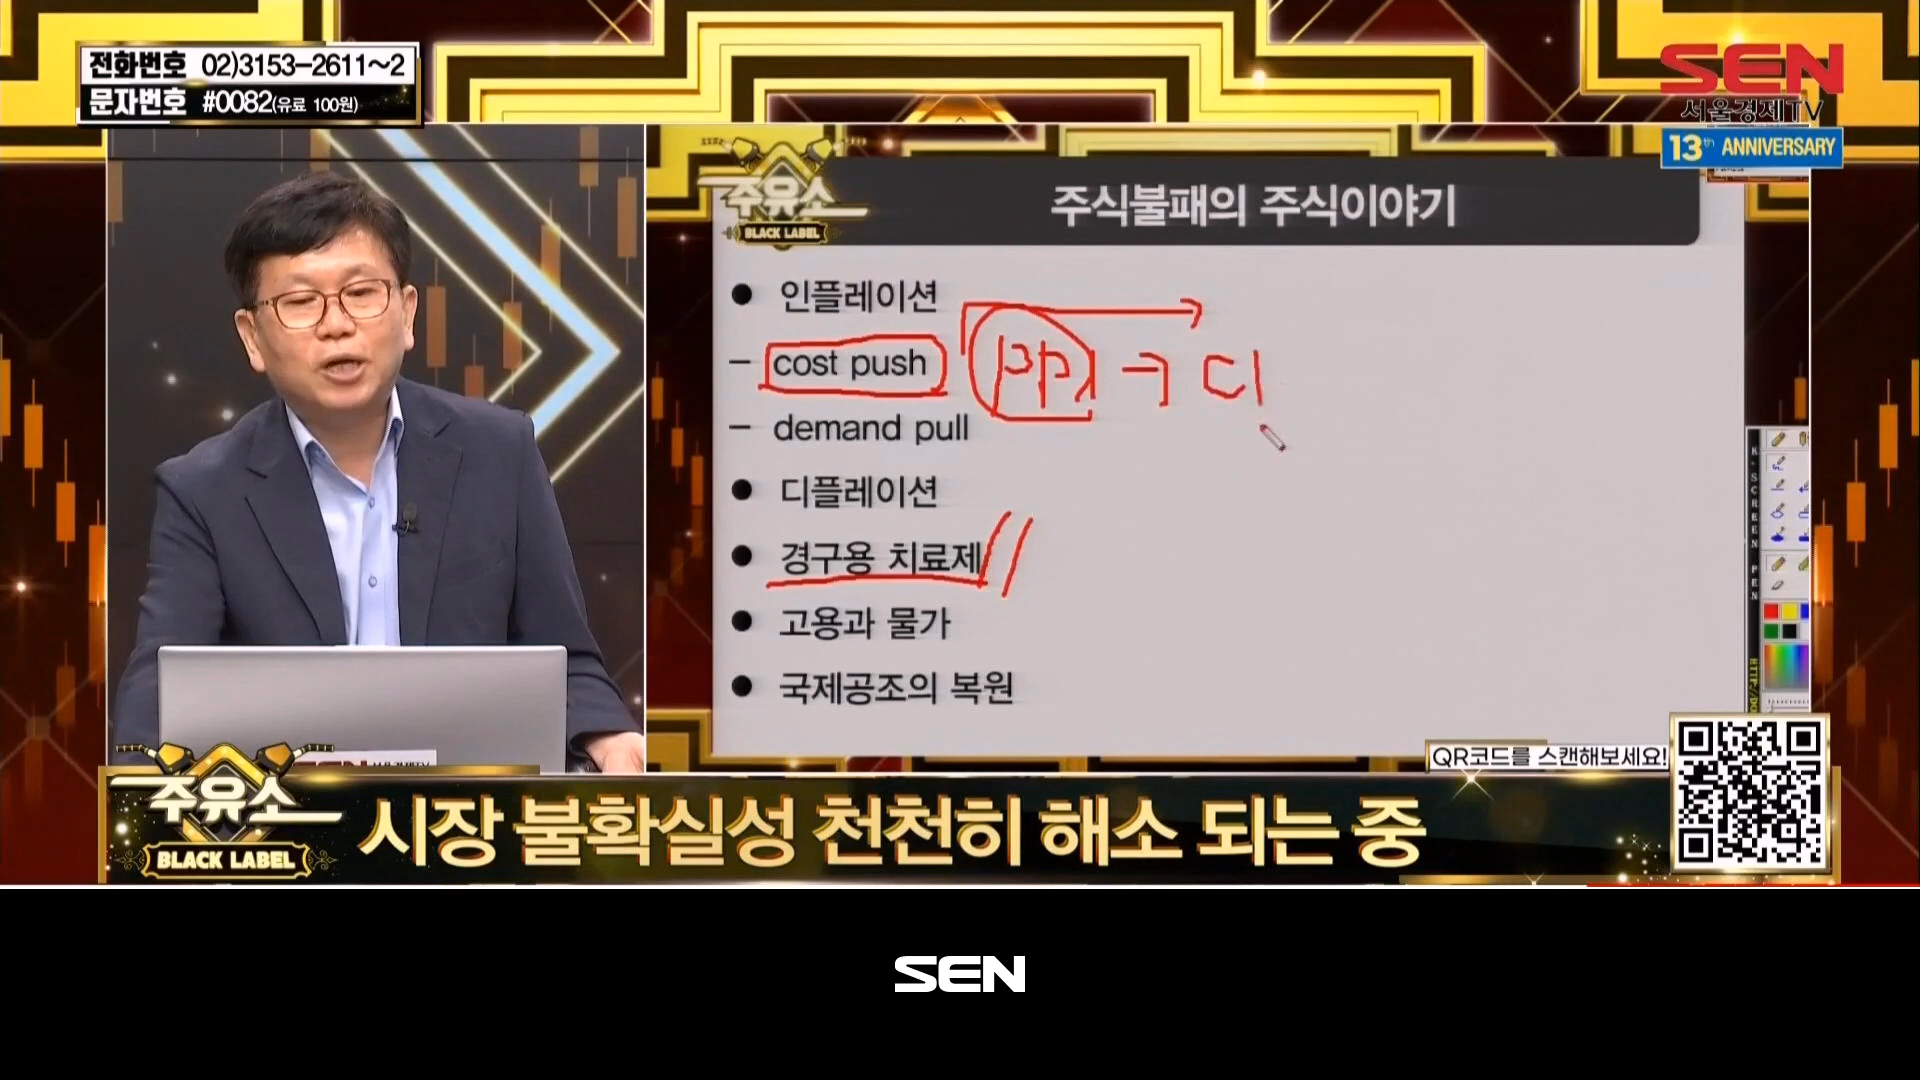 전화번호 02)3153-2611~2
문자번호 #0082(유료 100원)
SEN
서울경제TV
13th ANNIVERSARY
주유소
BLACK LABEL
주식불패의 주식이야기
● 인플레이션
- cost push
- demand pull
● 디플레이션
● 경구용 치료제
● 고용과 물가
● 국제공조의 복원
QR코드를 스캔해보세요!
주유소
BLACK LABEL
시장 불확실성 천천히 해소 되는 중
SEN